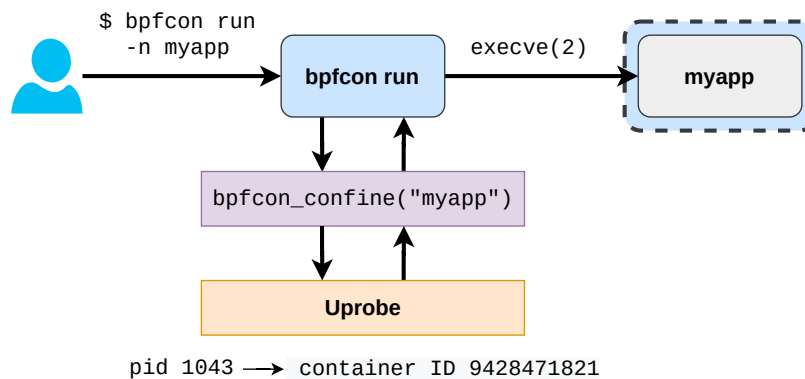 $ bpfcon run
-n myapp
execve(2)
bpfcon run
myapp
bpfcon_confine("myapp")
Uprobe
pid 1043 → container ID 9428471821